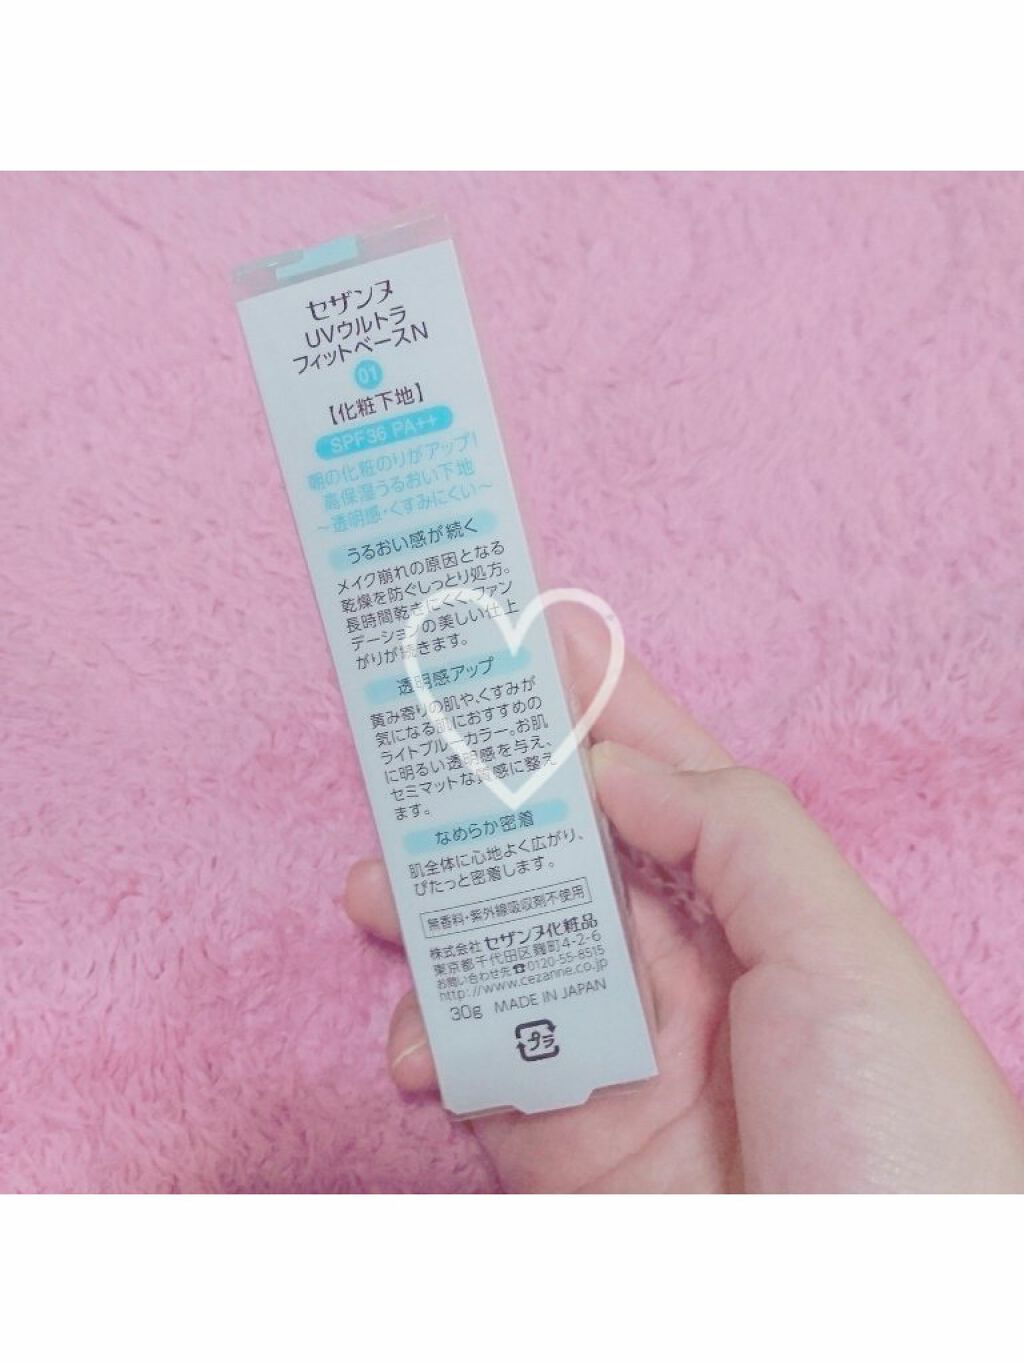 セザンヌ
UVウルトラ
フィットベースN
01
【化粧下地】
SPF36 PA++
朝の化粧のりがアップ!
高保湿うるおい下地
~透明感・くすみにくい~
うるおい感が続く
メイク崩れの原因となる
乾燥を防ぐしっとり処方。
長時間乾きにくく、ファン
デーションの美しい仕上
がりが続きます。
透明感アップ
黄み寄りの肌や、くすみが
気になる肌におすすめの
ライトブルーカラー。お肌
に明るい透明感を与え、
セミマットな質感に整え
ます。
なめらか密着
肌全体に心地よく広がり、
ぴたっと密着します。
無香料・紫外線吸収剤不使用
株式会社 セザンヌ化粧品
東京都千代田区麹町4-2-6
お問い合わせ先☎0120-55-8515
http://www.cezanne.co.jp
30g MADE IN JAPAN
プラ